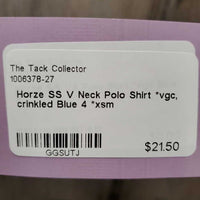 The Tack Collector
1006378-27
Horze SS V Neck Polo Shirt *vgc,
crinkled Blue 4 *xsm
$21.50
GGSUTJ